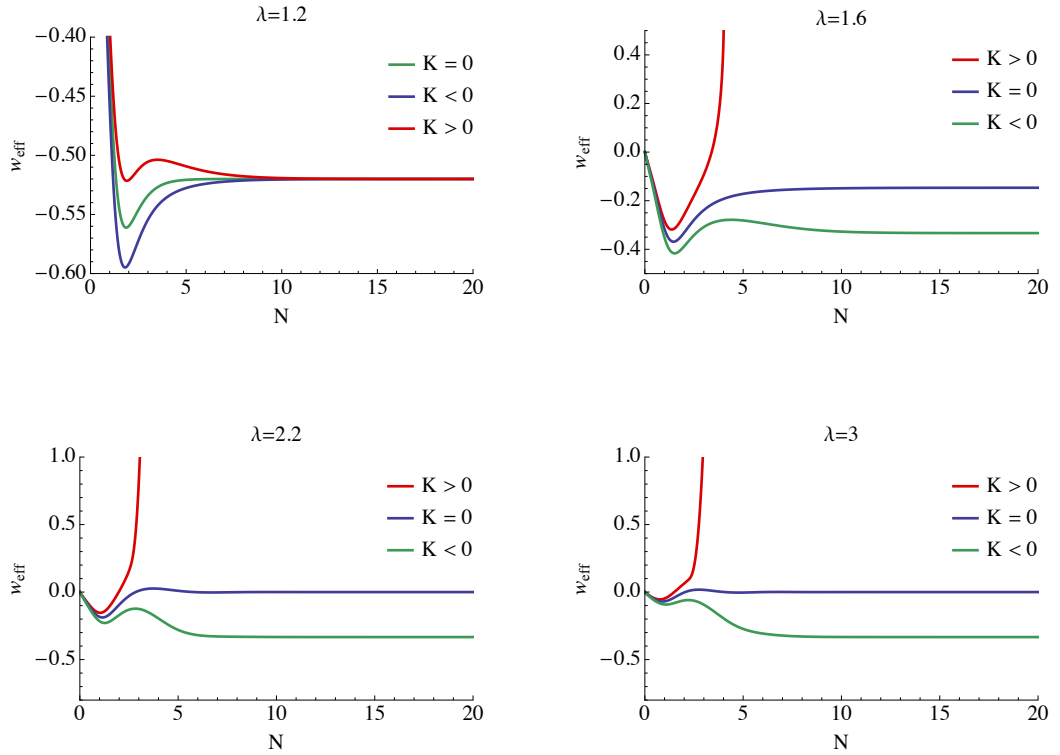 λ=1.2
−0.40
−0.45
−0.50
−0.55
−0.60
w_eff
0
5
10
15
20
N
K = 0
K < 0
K > 0
λ=1.6
0.4
0.2
0.0
−0.2
−0.4
w_eff
0
5
10
15
20
N
K > 0
K = 0
K < 0
λ=2.2
1.0
0.5
0.0
−0.5
w_eff
0
5
10
15
20
N
K > 0
K = 0
K < 0
λ=3
1.0
0.5
0.0
−0.5
w_eff
0
5
10
15
20
N
K > 0
K = 0
K < 0